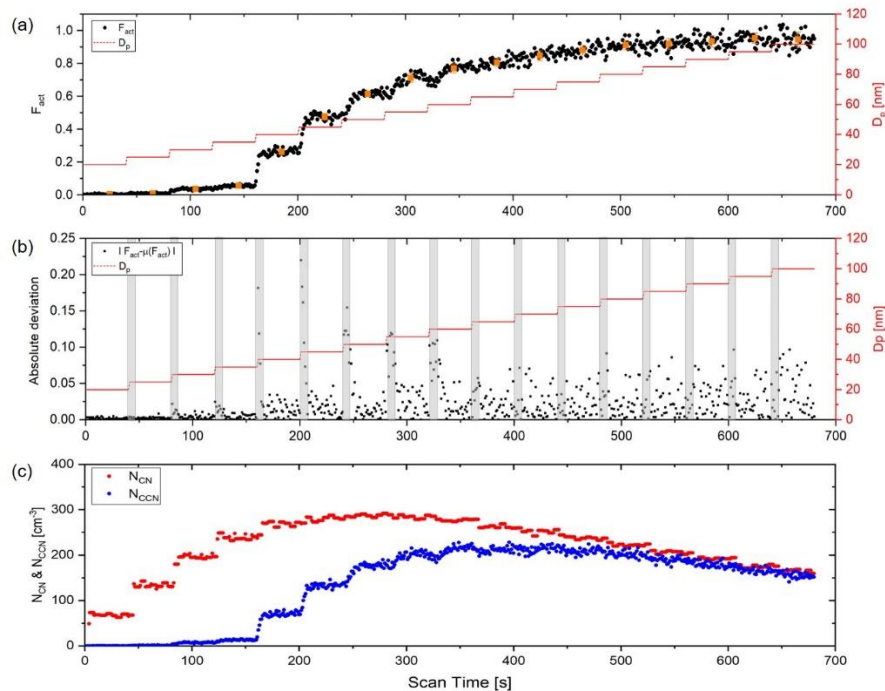 (a)
F_act
D_p
1.0
0.8
0.6
0.4
0.2
0.0
F_act
120
100
80
60
40
20
0
D_p [nm]
0 100 200 300 400 500 600 700
(b)
I F_act-μ(F_act) I
D_p
0.25
0.20
0.15
0.10
0.05
0.00
Absolute deviation
120
100
80
60
40
20
0
Dp [nm]
0 100 200 300 400 500 600 700
(c)
N_CN
N_CCN
400
300
200
100
0
N_CN & N_CCN [cm⁻³]
0 100 200 300 400 500 600 700
Scan Time [s]